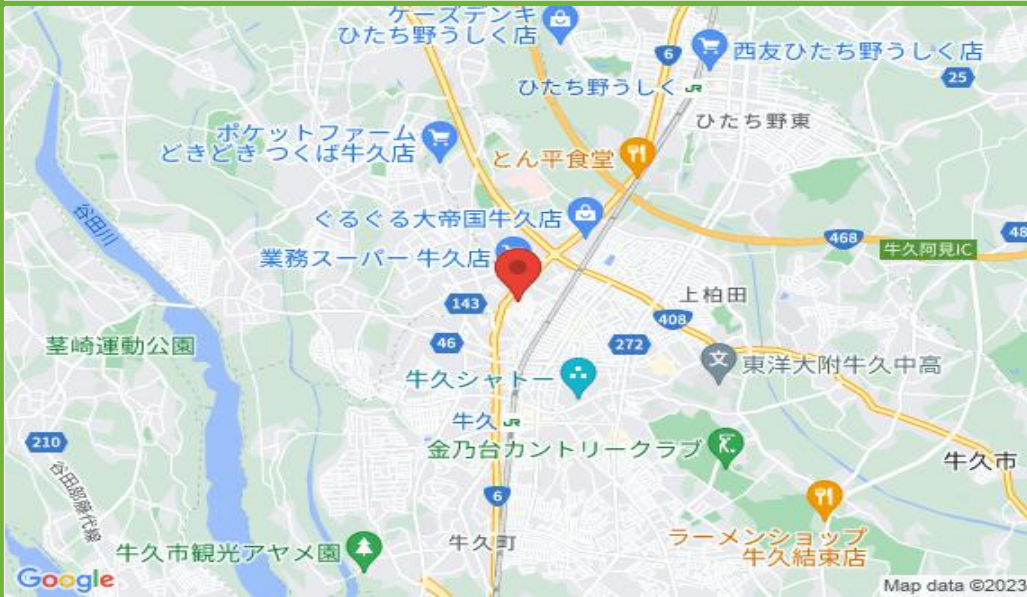 ケーズデンキ
ひたち野うしく店
6
西友ひたち野うしく店
25
ひたち野うしく JR
ひたち野東
ポケットファーム
どきどき つくば牛久店
とん平食堂
ぐるぐる大帝国牛久店
谷田川
468
48
牛久阿見IC
業務スーパー 牛久店
143
上柏田
408
茎崎運動公園
46
272
東洋大附牛久中高
牛久シャトー
牛久 JR
210
金乃台カントリークラブ
牛久市
谷田部藤代線
6
ラーメンショップ
牛久結束店
牛久市観光アヤメ園
牛久町
Google
Map data ©2023